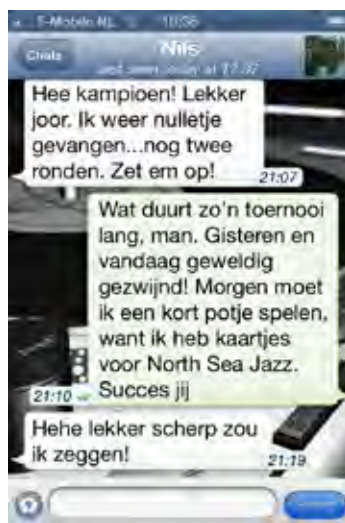 T-Mobile NL 10:56
Chats
Nils
Hee kampioen! Lekker
joor. Ik weer nulletje
gevangen...nog twee
ronden. Zet em op!
21:07
Wat duurt zo'n toernooi
lang, man. Gisteren en
vandaag geweldig
gezwijnd! Morgen moet
ik een kort potje spelen,
want ik heb kaartjes
voor North Sea Jazz.
21:10 Succes jij
Hehe lekker scherp zou
ik zeggen!
21:19